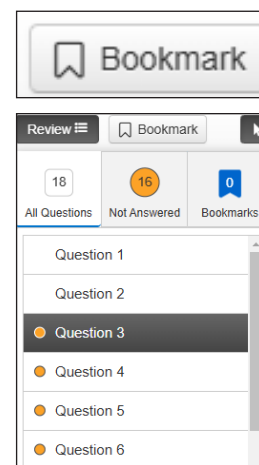 Bookmark
Review Bookmark
18 16 0
All Questions Not Answered Bookmarks
Question 1
Question 2
Question 3
Question 4
Question 5
Question 6